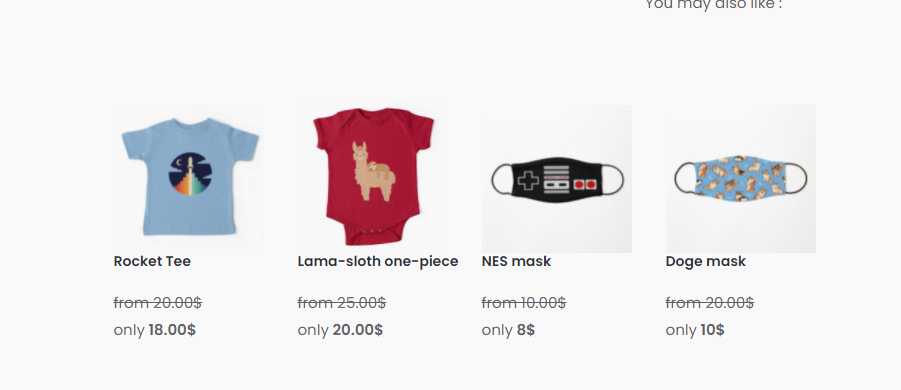 You may also like :
Rocket Tee
from 20.00$
only 18.00$
Lama-sloth one-piece
from 25.00$
only 20.00$
NES mask
from 10.00$
only 8$
Doge mask
from 20.00$
only 10$